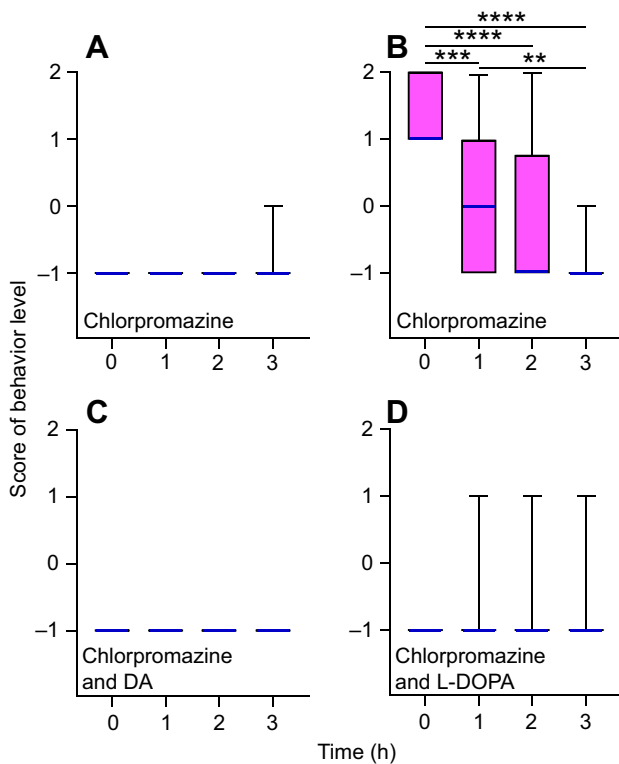 ****
****
*** **
A
B
2
1
0
–1
Chlorpromazine
0 1 2 3
2
1
0
–1
Chlorpromazine
0 1 2 3
Score of behavior level
C
D
2
1
0
–1
Chlorpromazine
and DA
0 1 2 3
2
1
0
–1
Chlorpromazine
and L-DOPA
0 1 2 3
Time (h)